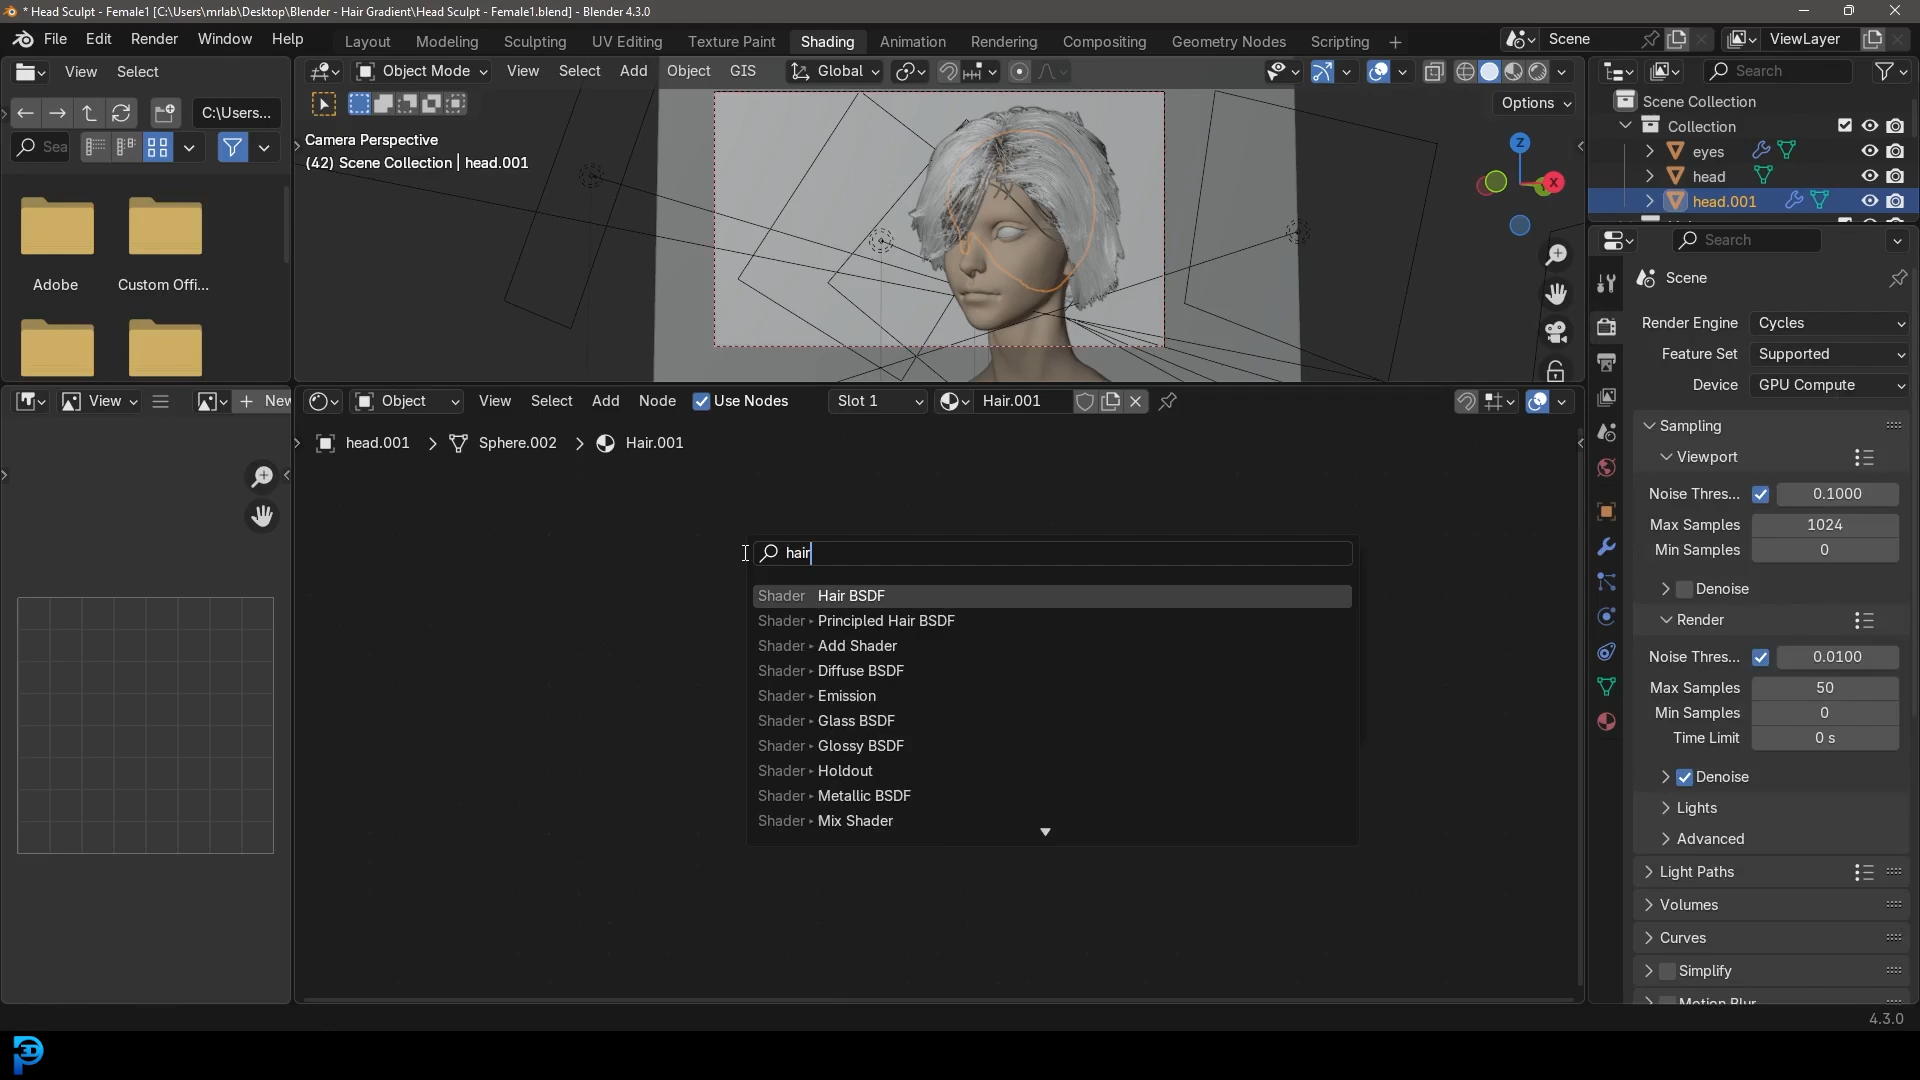 * Head Sculpt - Female1 [C:\Users\mrlab\Desktop\Blender - Hair Gradient\Head Sculpt - Female1.blend] - Blender 4.3.0
File Edit Render Window Help Layout Modeling Sculpting UV Editing Texture Paint Shading Animation Rendering Compositing Geometry Nodes Scripting + Scene ViewLayer
View Select
Object Mode View Select Add Object GIS Global
Search
C:\Users...
Options
Sea
Camera Perspective
(42) Scene Collection | head.001
Z
X
Adobe
Custom Offi...
Scene Collection
Collection
eyes
head
head.001
Search
View New
Object View Select Add Node Use Nodes Slot 1 Hair.001
head.001 Sphere.002 Hair.001
hair
Shader Hair BSDF
Shader Principled Hair BSDF
Shader Add Shader
Shader Diffuse BSDF
Shader Emission
Shader Glass BSDF
Shader Glossy BSDF
Shader Holdout
Shader Metallic BSDF
Shader Mix Shader
Scene
Render Engine Cycles
Feature Set Supported
Device GPU Compute
Sampling
Viewport
Noise Thres... 0.1000
Max Samples 1024
Min Samples 0
Denoise
Render
Noise Thres... 0.0100
Max Samples 50
Min Samples 0
Time Limit 0 s
Denoise
Lights
Advanced
Light Paths
Volumes
Curves
Simplify
Motion Blur
4.3.0